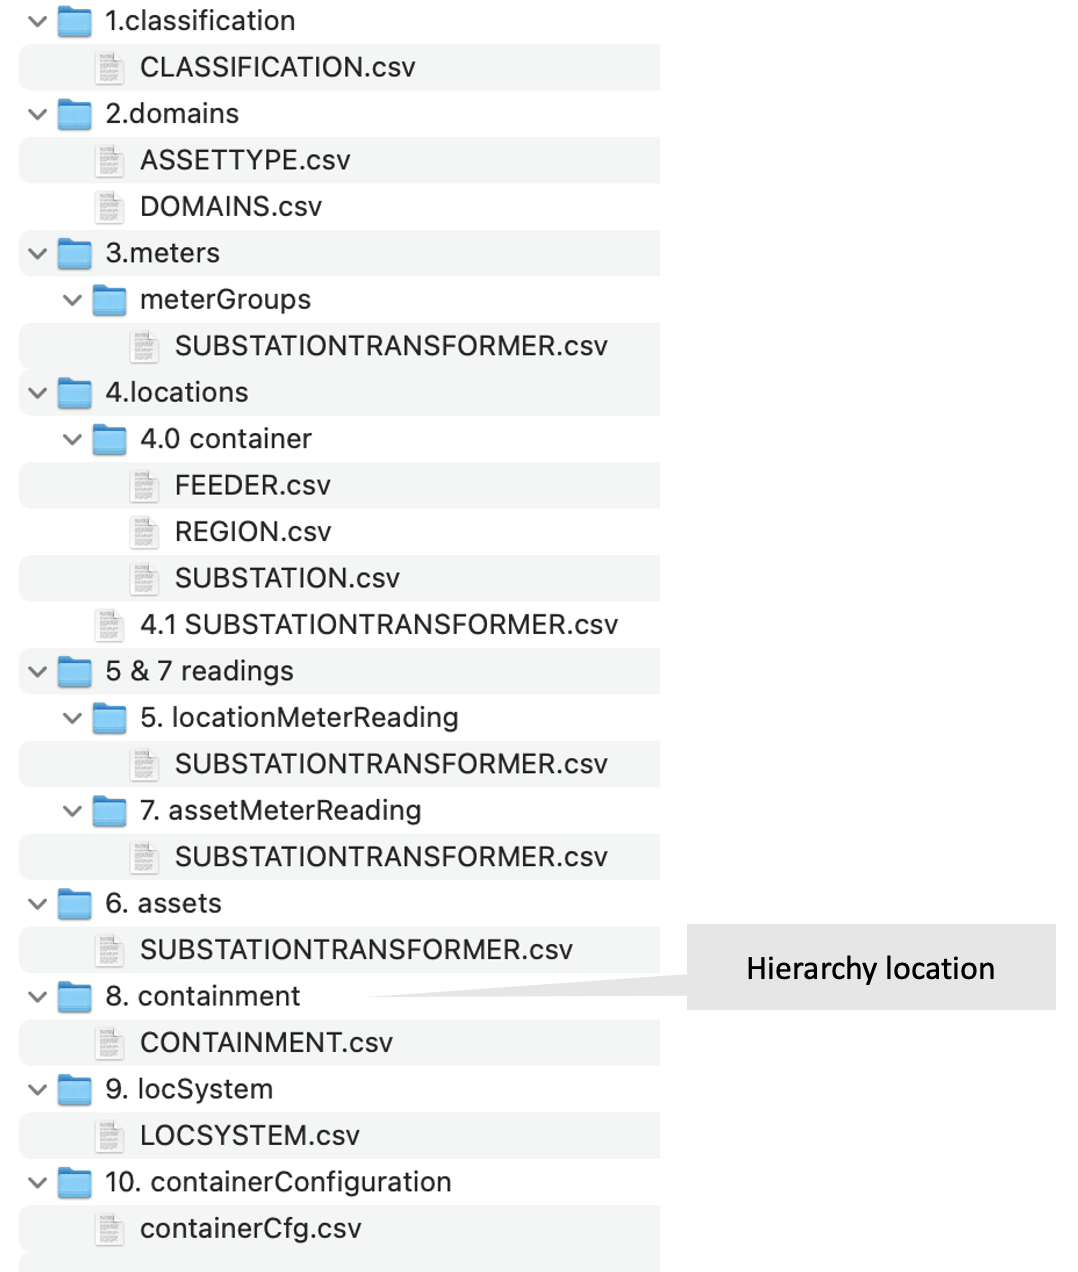 1.classification
CLASSIFICATION.csv
2.domains
ASSETTYPE.csv
DOMAINS.csv
3.meters
meterGroups
SUBSTATIONTRANSFORMER.csv
4.locations
4.0 container
FEEDER.csv
REGION.csv
SUBSTATION.csv
4.1 SUBSTATIONTRANSFORMER.csv
5 & 7 readings
5. locationMeterReading
SUBSTATIONTRANSFORMER.csv
7. assetMeterReading
SUBSTATIONTRANSFORMER.csv
6. assets
SUBSTATIONTRANSFORMER.csv
Hierarchy location
8. containment
CONTAINMENT.csv
9. locSystem
LOCSYSTEM.csv
10. containerConfiguration
containerCfg.csv